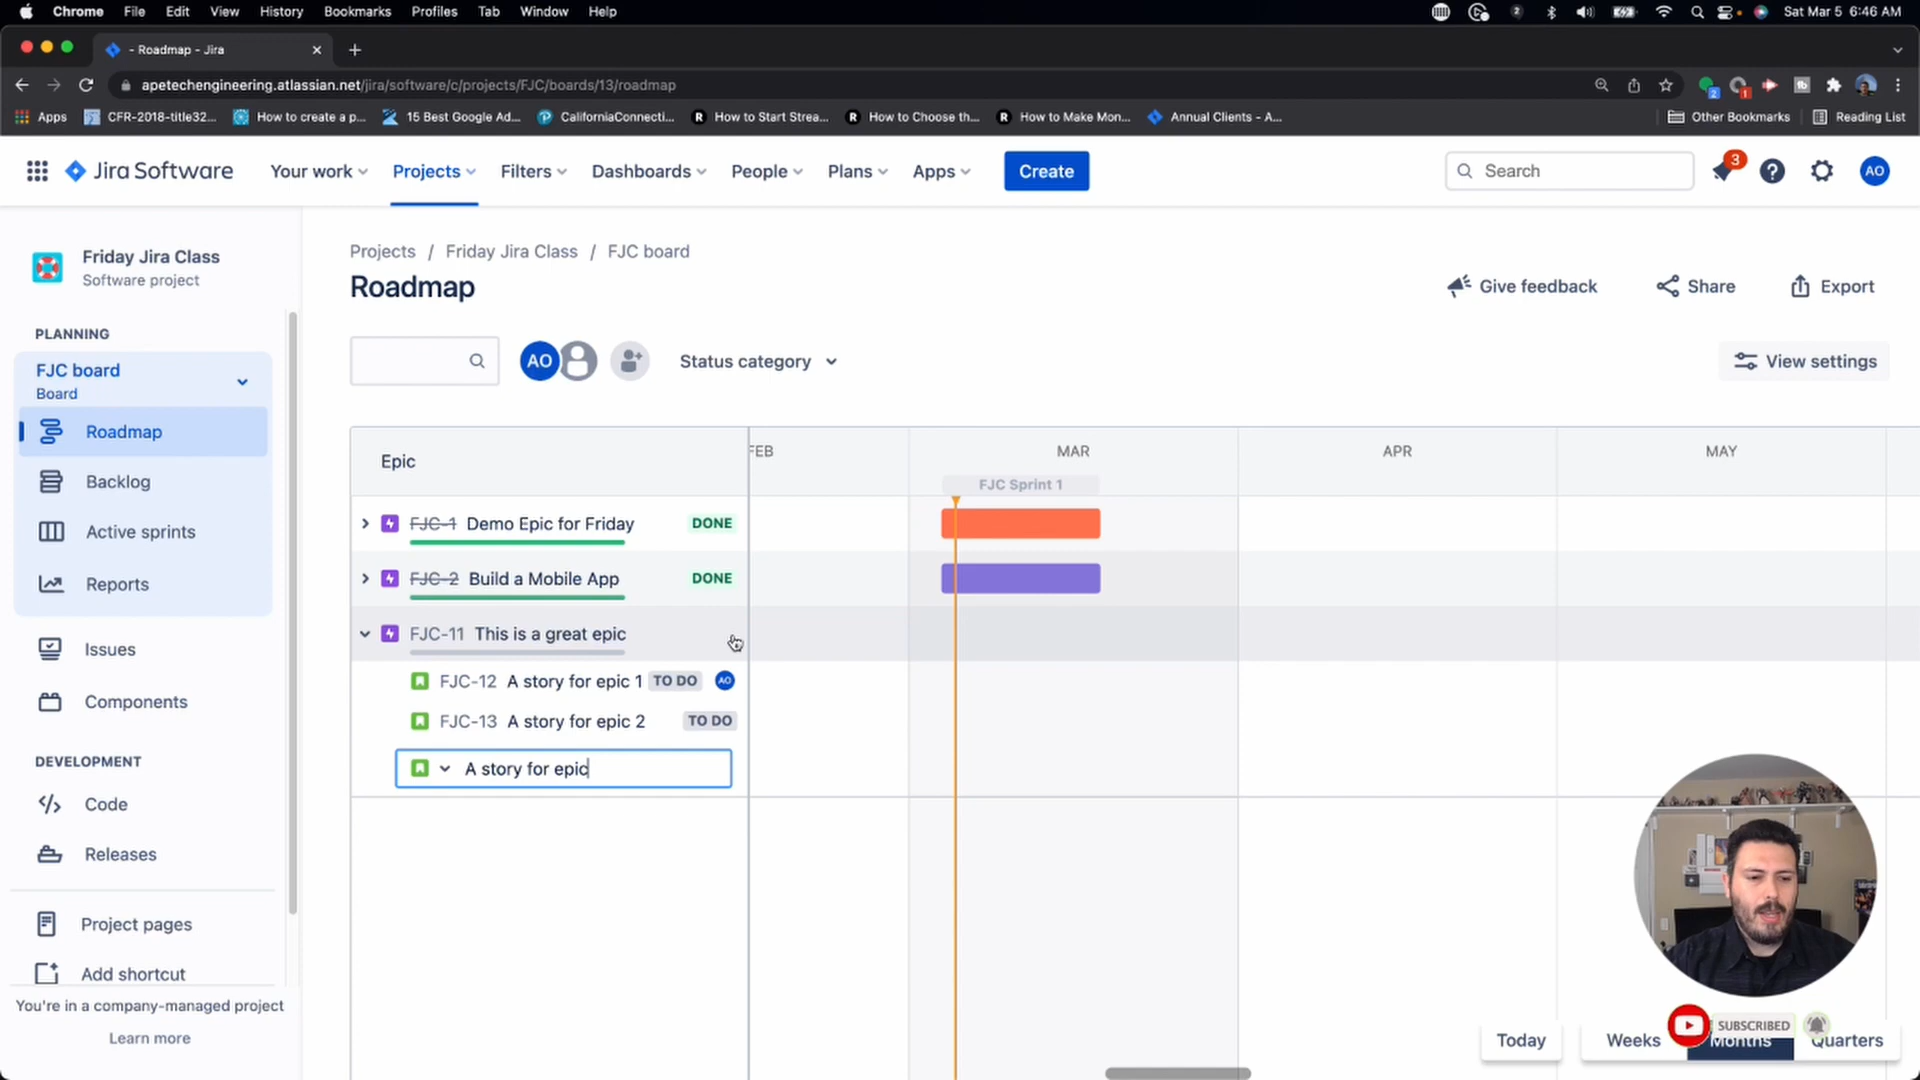 Chrome File Edit View History Bookmarks Profiles Tab Window Help
2
Sat Mar 5 6:46 AM
- Roadmap - Jira
apetechengineering.atlassian.net/jira/software/c/projects/FJC/boards/13/roadmap
2
1
Apps
CFR-2018-title32...
How to create a p...
15 Best Google Ad...
CaliforniaConnecti...
How to Start Strea...
How to Choose th...
How to Make Mon...
Annual Clients - A...
Other Bookmarks
Reading List
Jira Software
Your work
Projects
Filters
Dashboards
People
Plans
Apps
Create
Search
3
AO
Friday Jira Class
Software project
Projects / Friday Jira Class / FJC board
Roadmap
Give feedback
Share
Export
PLANNING
FJC board
Board
Roadmap
Backlog
Active sprints
Reports
Issues
Components
DEVELOPMENT
Code
Releases
Project pages
Add shortcut
You're in a company-managed project
Learn more
AO
Status category
View settings
Epic
FEB
MAR
APR
MAY
FJC Sprint 1
FJC-1 Demo Epic for Friday DONE
FJC-2 Build a Mobile App DONE
FJC-11 This is a great epic
FJC-12 A story for epic 1 TO DO AO
FJC-13 A story for epic 2 TO DO
A story for epic
SUBSCRIBED
Today
Weeks
Months
Quarters